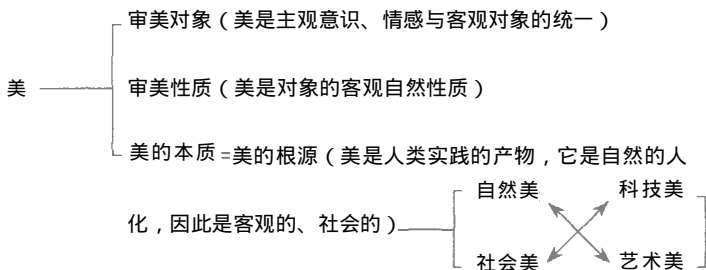 审美对象（美是主观意识、情感与客观对象的统一）
美
审美性质（美是对象的客观自然性质）
美的本质=美的根源（美是人类实践的产物，它是自然的人
化，因此是客观的、社会的）
自然美 科技美
社会美 艺术美